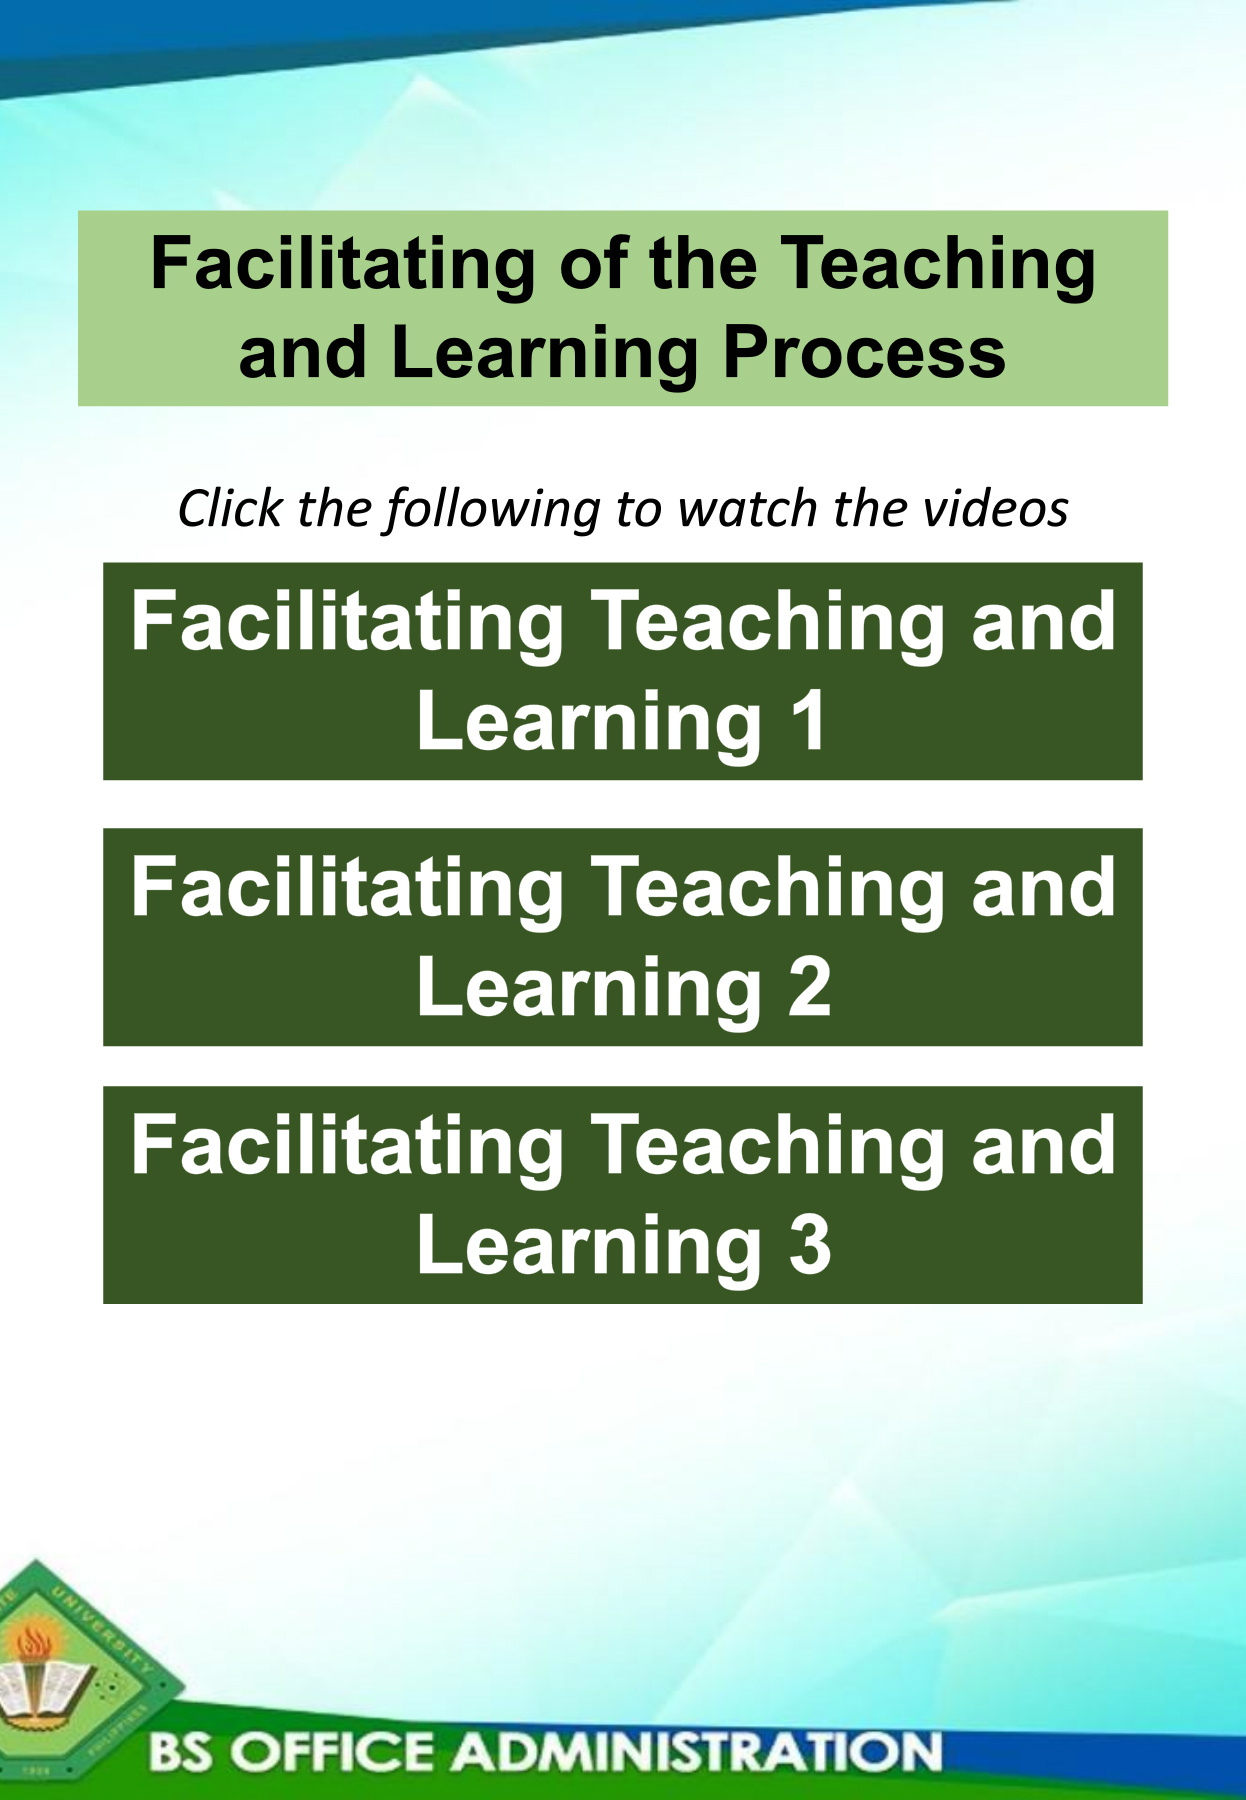 Facilitating of the Teaching
and Learning Process
Click the following to watch the videos
Facilitating Teaching and
Learning 1
Facilitating Teaching and
Learning 2
Facilitating Teaching and
Learning 3
UNIVERSITY
PHILIPPINES
BS OFFICE ADMINISTRATION